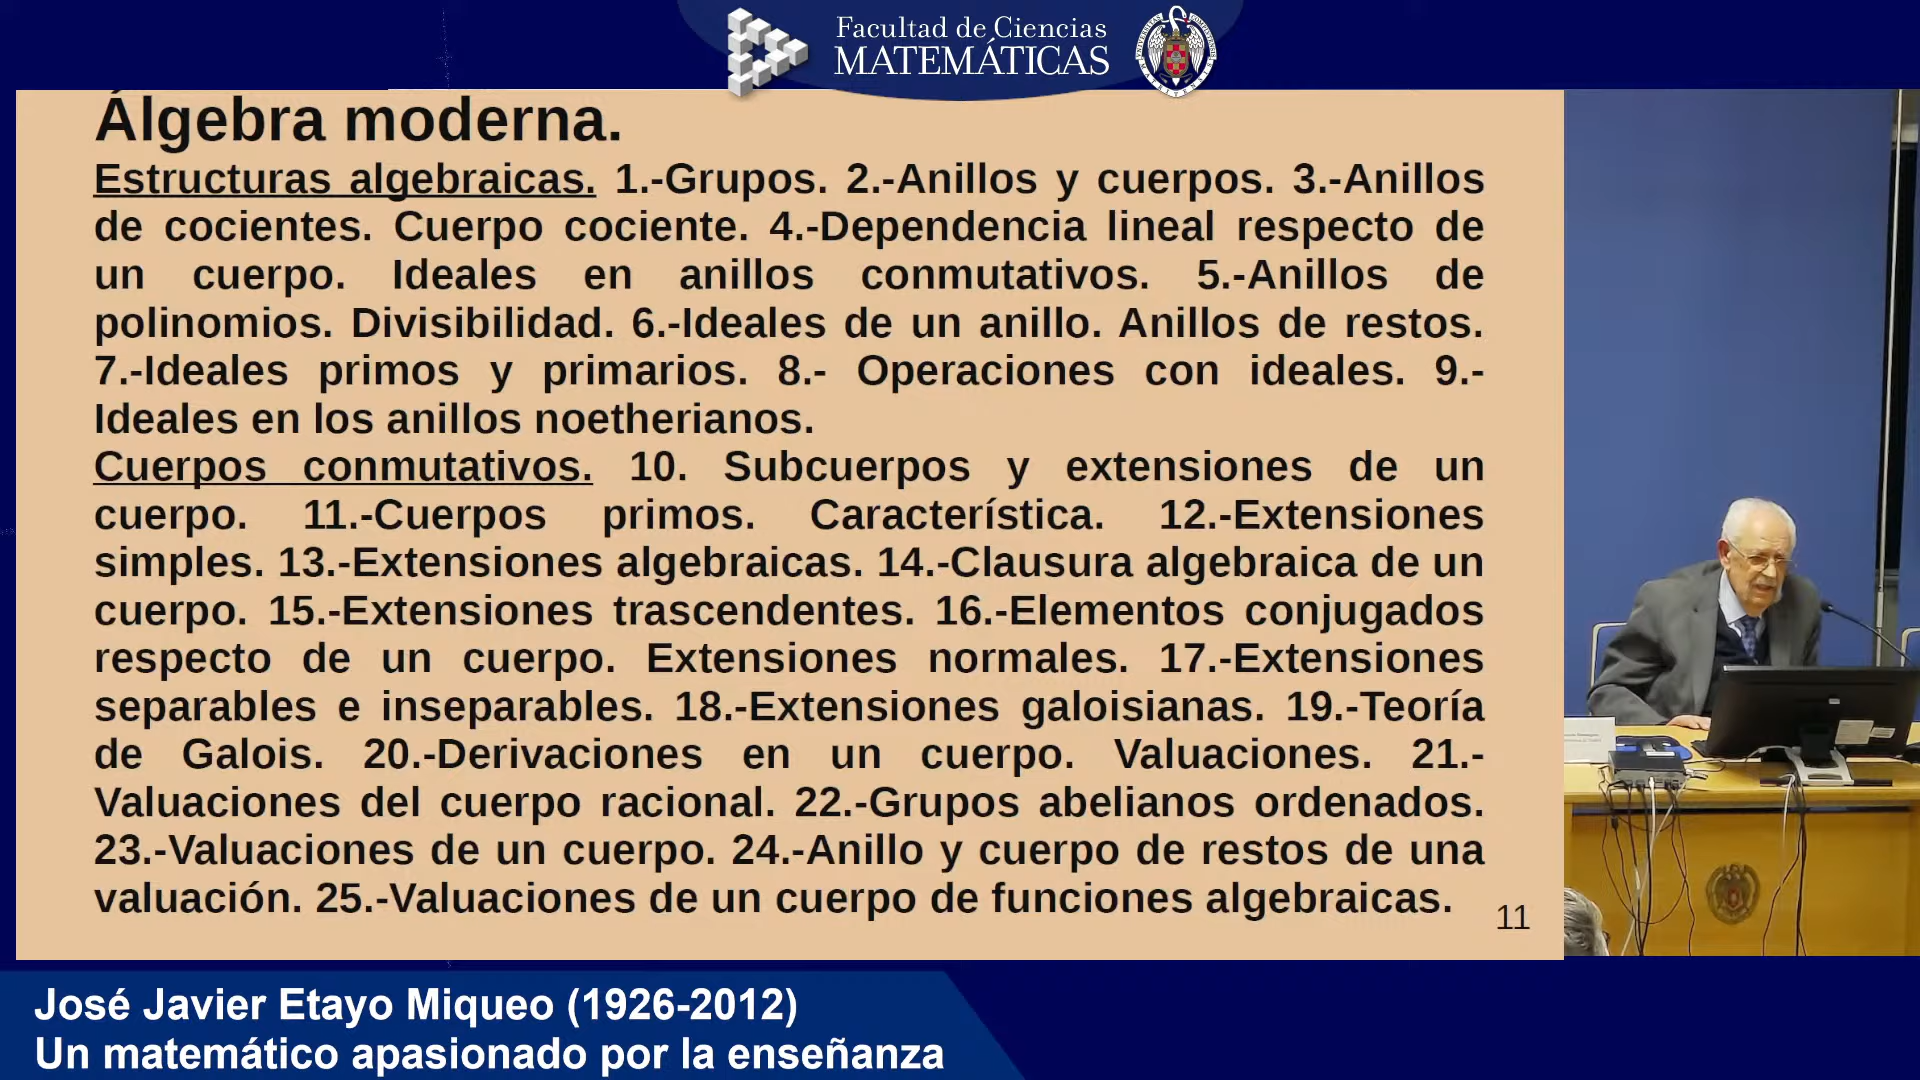 Facultad de Ciencias
MATEMÁTICAS
Álgebra moderna.
Estructuras algebraicas. 1.-Grupos. 2.-Anillos y cuerpos. 3.-Anillos
de cocientes. Cuerpo cociente. 4.-Dependencia lineal respecto de
un cuerpo. Ideales en anillos conmutativos. 5.-Anillos de
polinomios. Divisibilidad. 6.-Ideales de un anillo. Anillos de restos.
7.-Ideales primos y primarios. 8.- Operaciones con ideales. 9.-
Ideales en los anillos noetherianos.
Cuerpos conmutativos. 10. Subcuerpos y extensiones de un
cuerpo. 11.-Cuerpos primos. Característica. 12.-Extensiones
simples. 13.-Extensiones algebraicas. 14.-Clausura algebraica de un
cuerpo. 15.-Extensiones trascendentes. 16.-Elementos conjugados
respecto de un cuerpo. Extensiones normales. 17.-Extensiones
separables e inseparables. 18.-Extensiones galoisianas. 19.-Teoría
de Galois. 20.-Derivaciones en un cuerpo. Valuaciones. 21.-
Valuaciones del cuerpo racional. 22.-Grupos abelianos ordenados.
23.-Valuaciones de un cuerpo. 24.-Anillo y cuerpo de restos de una
valuación. 25.-Valuaciones de un cuerpo de funciones algebraicas.
11
José Javier Etayo Miqueo (1926-2012)
Un matemático apasionado por la enseñanza